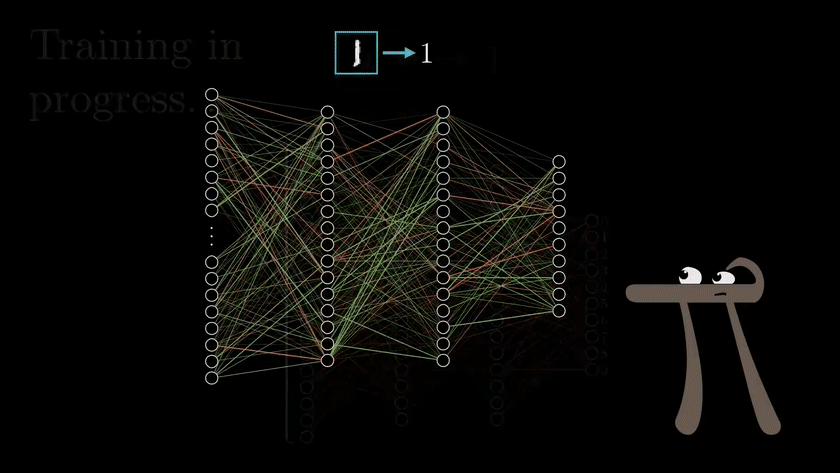 Training in
progress.
1